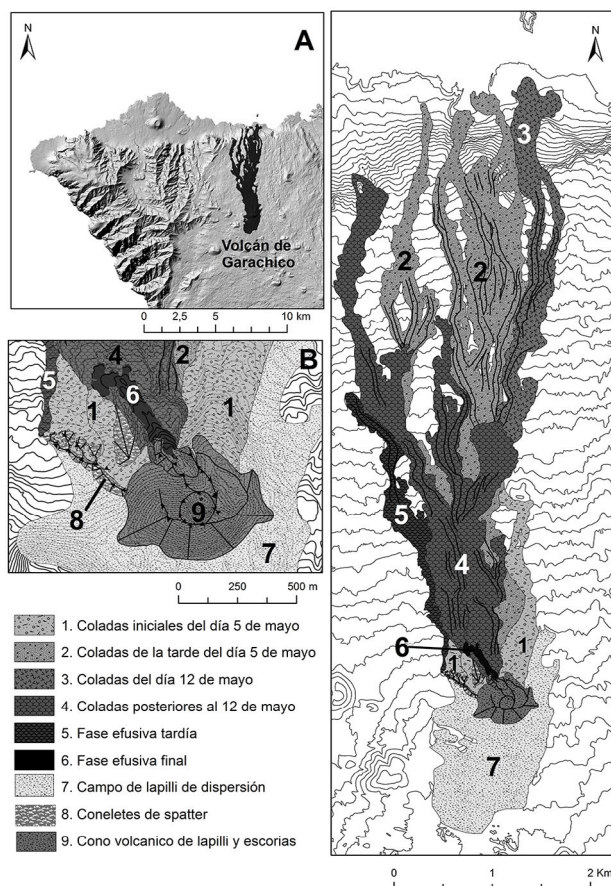 N
A
Volcán de
Garachico
0 2,5 5 10 km
B
4
2
5
6
1
1
8
9
7
0 250 500 m
1. Coladas iniciales del día 5 de mayo
2. Coladas de la tarde del día 5 de mayo
3. Coladas del día 12 de mayo
4. Coladas posteriores al 12 de mayo
5. Fase efusiva tardía
6. Fase efusiva final
7. Campo de lapilli de dispersión
8. Coneletes de spatter
9. Cono volcanico de lapilli y escorias
N
3
2
2
5
4
6
1
1
7
0 1 2 Km